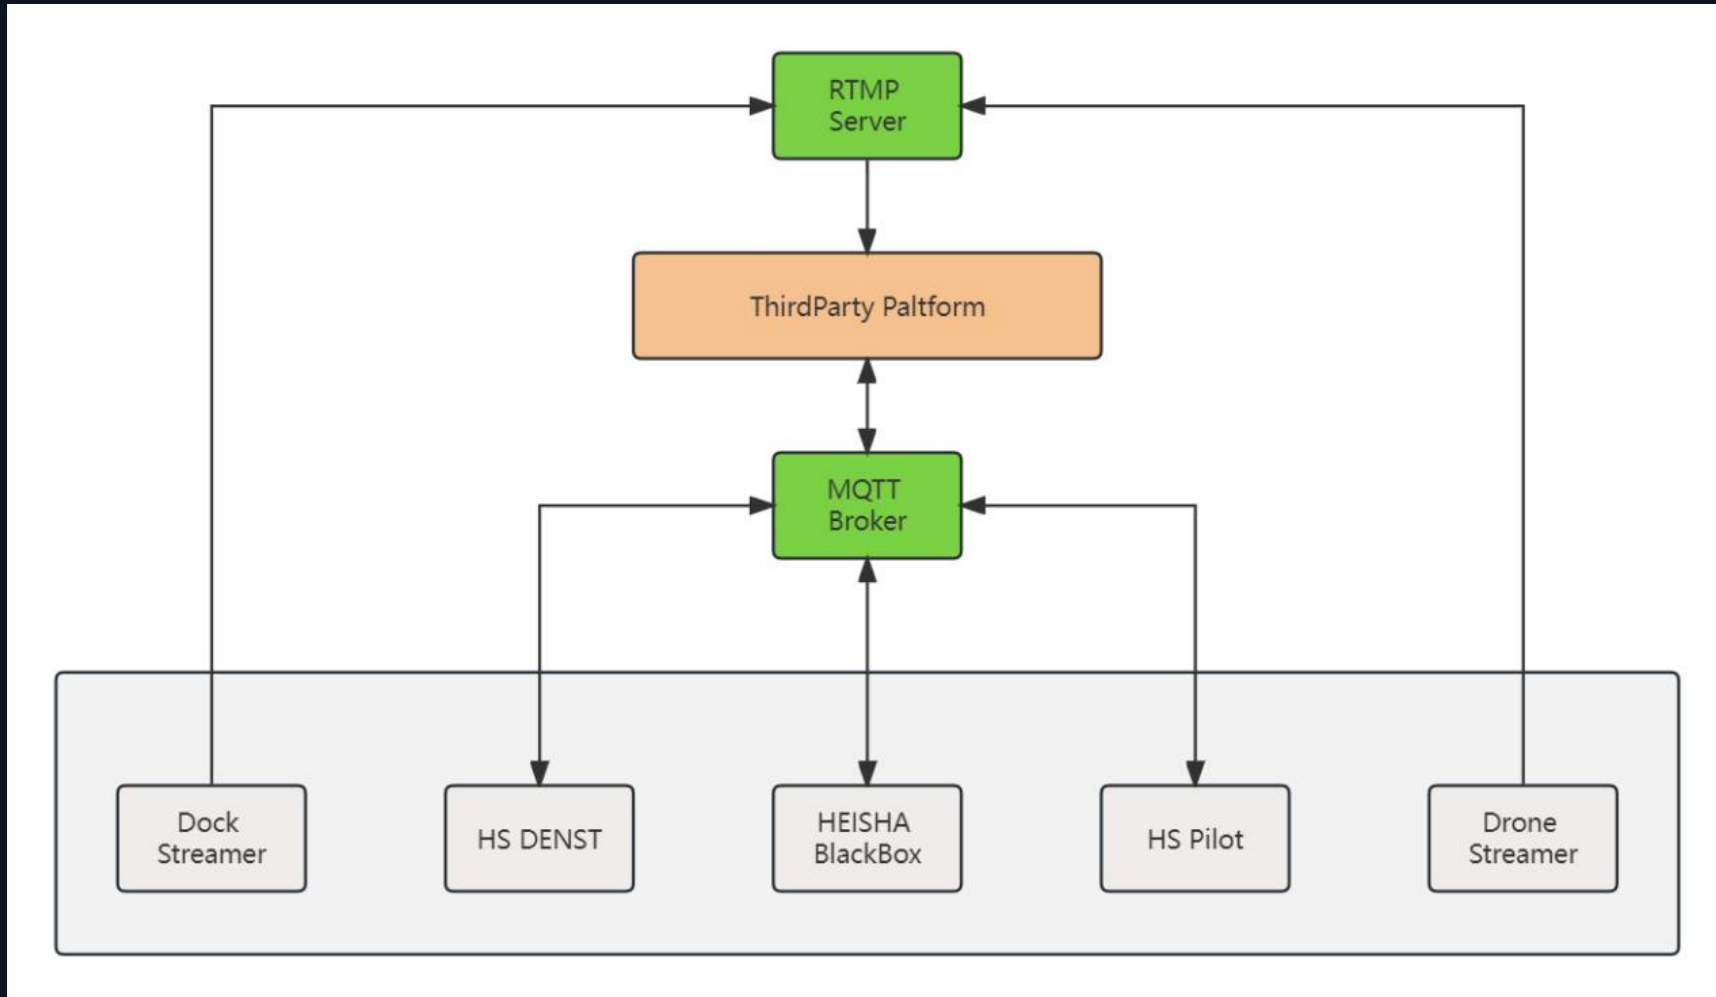 RTMP
Server
ThirdParty Paltform
MQTT
Broker
Dock
Streamer
HS DENST
HEISHA
BlackBox
HS Pilot
Drone
Streamer